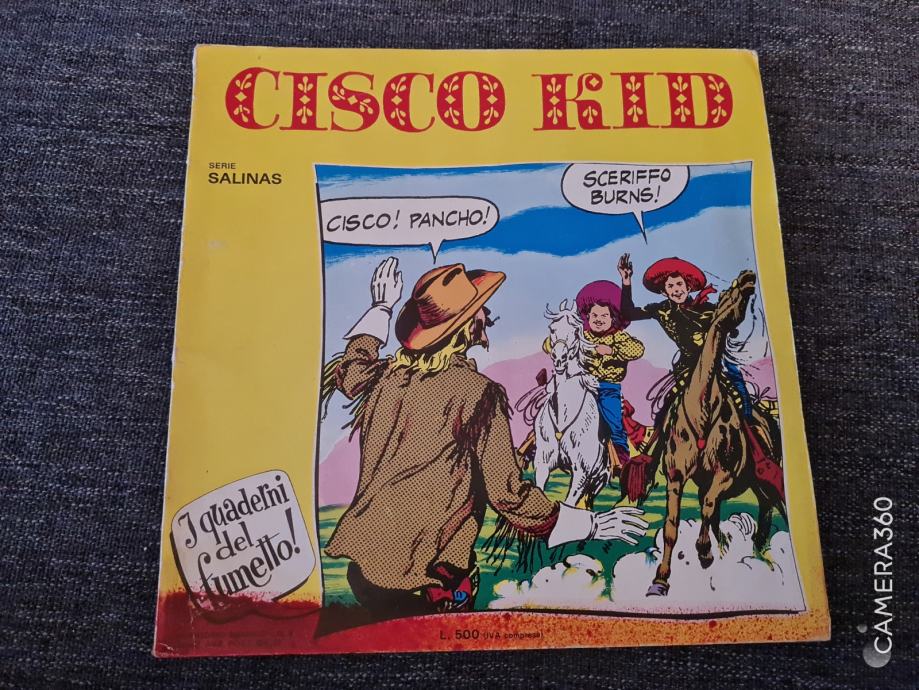 CISCO KID
SERIE
SALINAS
CISCO! PANCHO!
SCERIFFO
BURNS!
I quaderni
del
fumetto!
L. 500 (IVA compresa)
CAMERA360